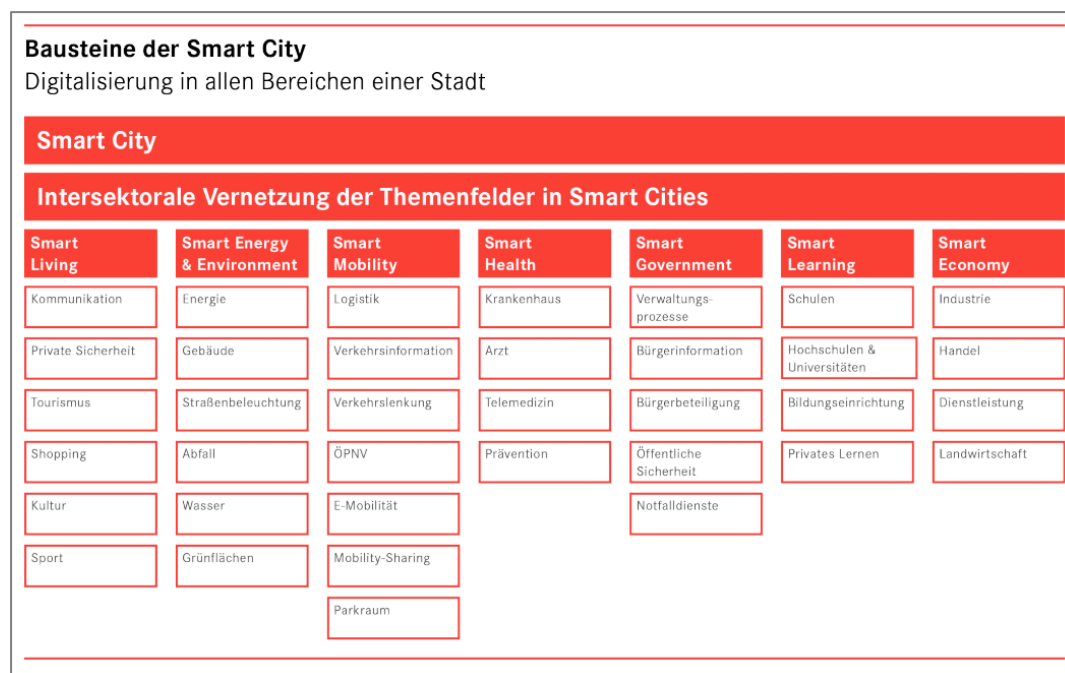 Bausteine der Smart City
Digitalisierung in allen Bereichen einer Stadt
Smart City
Intersektorale Vernetzung der Themenfelder in Smart Cities
Smart
Living
Kommunikation
Private Sicherheit
Tourismus
Shopping
Kultur
Sport
Smart Energy
& Environment
Energie
Gebäude
Straßenbeleuchtung
Abfall
Wasser
Grünflächen
Smart
Mobility
Logistik
Verkehrsinformation
Verkehrslenkung
ÖPNV
E-Mobilität
Mobility-Sharing
Parkraum
Smart
Health
Krankenhaus
Arzt
Telemedizin
Prävention
Smart
Government
Verwaltungs-
prozesse
Bürgerinformation
Bürgerbeteiligung
Öffentliche
Sicherheit
Notfalldienste
Smart
Learning
Schulen
Hochschulen &
Universitäten
Bildungseinrichtung
Privates Lernen
Smart
Economy
Industrie
Handel
Dienstleistung
Landwirtschaft